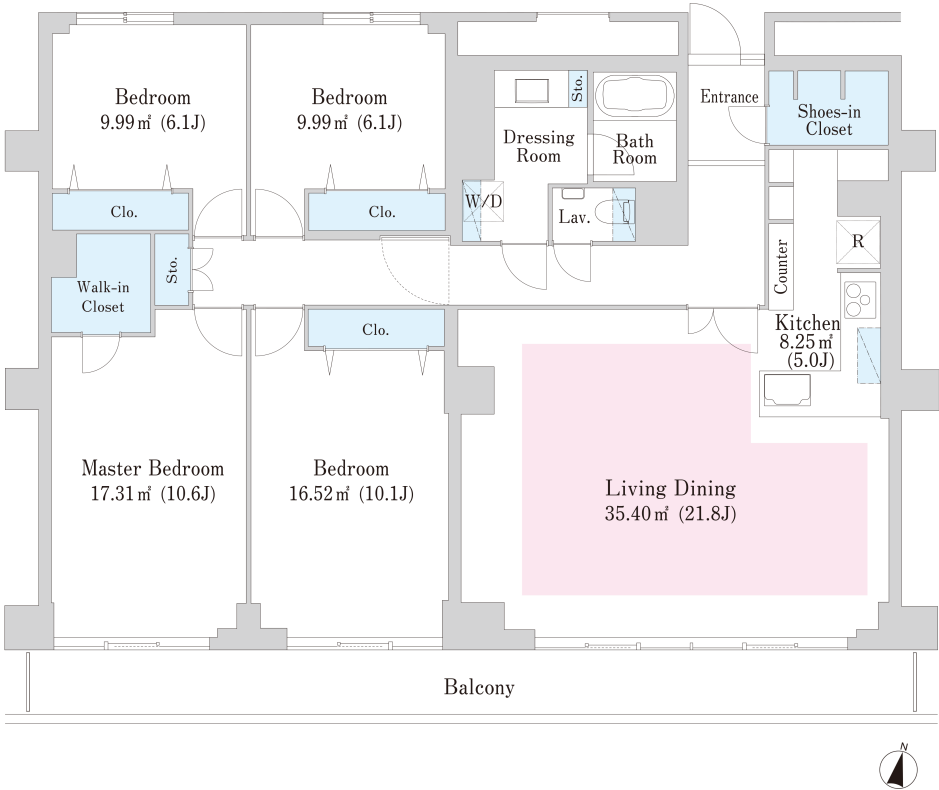 Bedroom
9.99㎡ (6.1J)
Bedroom
9.99㎡ (6.1J)
Sto.
Dressing
Room
Bath
Room
Entrance
Shoes-in
Closet
Clo.
Clo.
W/D
Lav.
Walk-in
Closet
Sto.
Counter
R
Clo.
Kitchen
8.25㎡
(5.0J)
Master Bedroom
17.31㎡ (10.6J)
Bedroom
16.52㎡ (10.1J)
Living Dining
35.40㎡ (21.8J)
Balcony
N